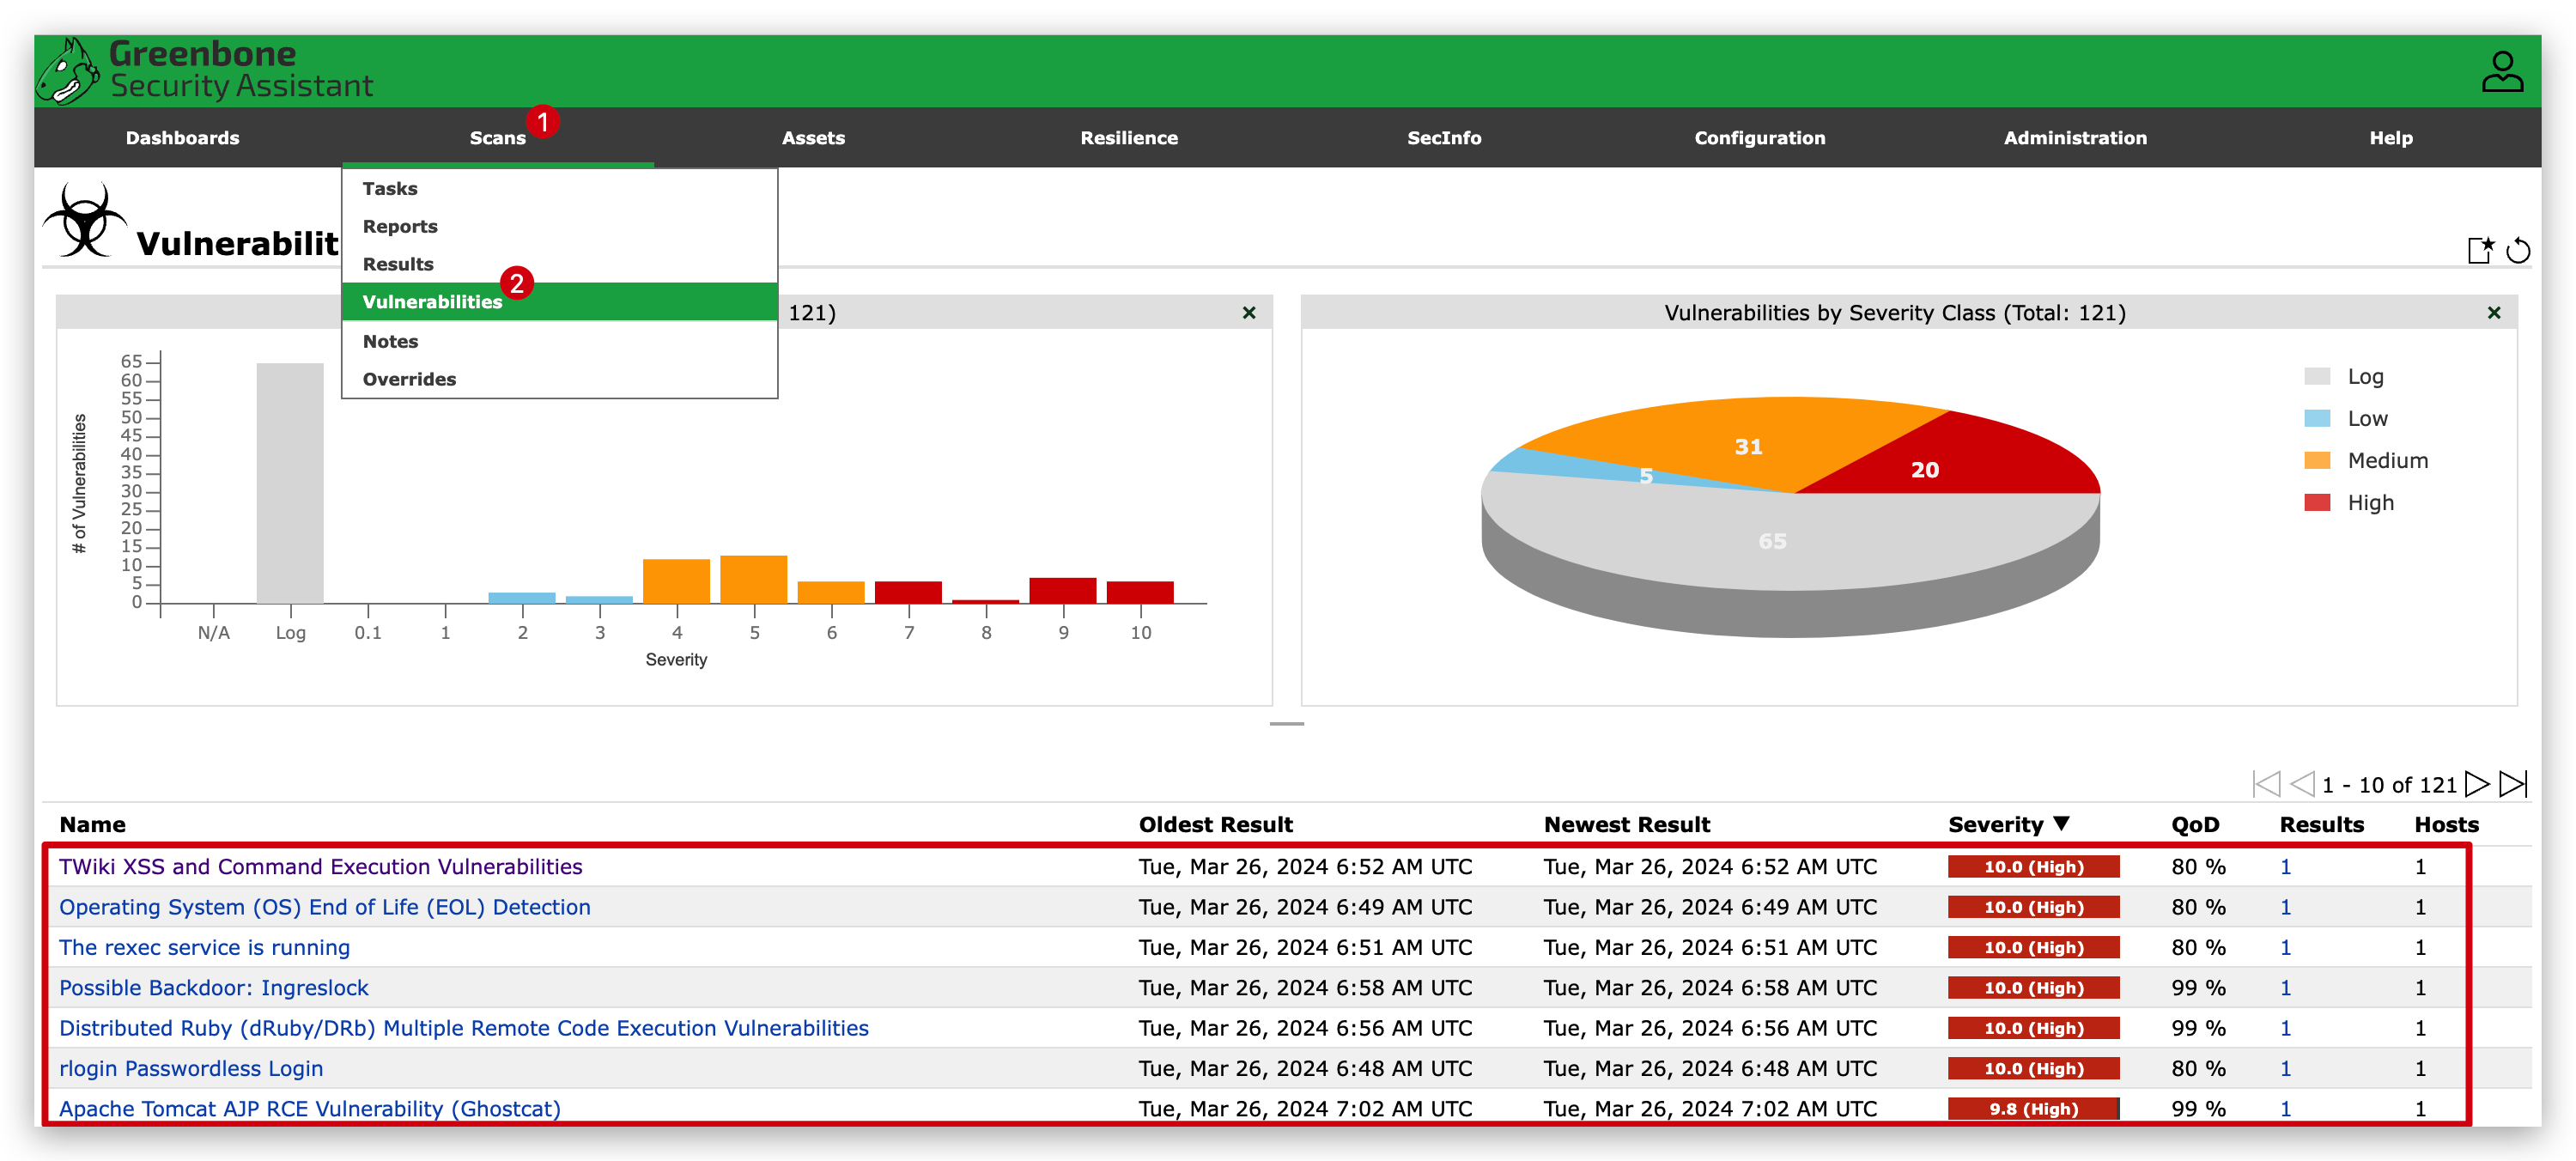 Greenbone
Security Assistant
Dashboards Scans 1 Assets Resilience SecInfo Configuration Administration Help
Tasks
Reports
Vulnerabilit
Results
2
Vulnerabilities
Notes
Overrides
121)
Vulnerabilities by Severity Class (Total: 121)
65
60
55
50
45
40
35
30
25
20
15
10
5
0
# of Vulnerabilities
N/A Log 0.1 1 2 3 4 5 6 7 8 9 10
Severity
31
20
5
65
Log
Low
Medium
High
1 - 10 of 121
Name Oldest Result Newest Result Severity ▼ QoD Results Hosts
TWiki XSS and Command Execution Vulnerabilities Tue, Mar 26, 2024 6:52 AM UTC Tue, Mar 26, 2024 6:52 AM UTC 10.0 (High) 80 % 1 1
Operating System (OS) End of Life (EOL) Detection Tue, Mar 26, 2024 6:49 AM UTC Tue, Mar 26, 2024 6:49 AM UTC 10.0 (High) 80 % 1 1
The rexec service is running Tue, Mar 26, 2024 6:51 AM UTC Tue, Mar 26, 2024 6:51 AM UTC 10.0 (High) 80 % 1 1
Possible Backdoor: Ingreslock Tue, Mar 26, 2024 6:58 AM UTC Tue, Mar 26, 2024 6:58 AM UTC 10.0 (High) 99 % 1 1
Distributed Ruby (dRuby/DRb) Multiple Remote Code Execution Vulnerabilities Tue, Mar 26, 2024 6:56 AM UTC Tue, Mar 26, 2024 6:56 AM UTC 10.0 (High) 99 % 1 1
rlogin Passwordless Login Tue, Mar 26, 2024 6:48 AM UTC Tue, Mar 26, 2024 6:48 AM UTC 10.0 (High) 80 % 1 1
Apache Tomcat AJP RCE Vulnerability (Ghostcat) Tue, Mar 26, 2024 7:02 AM UTC Tue, Mar 26, 2024 7:02 AM UTC 9.8 (High) 99 % 1 1